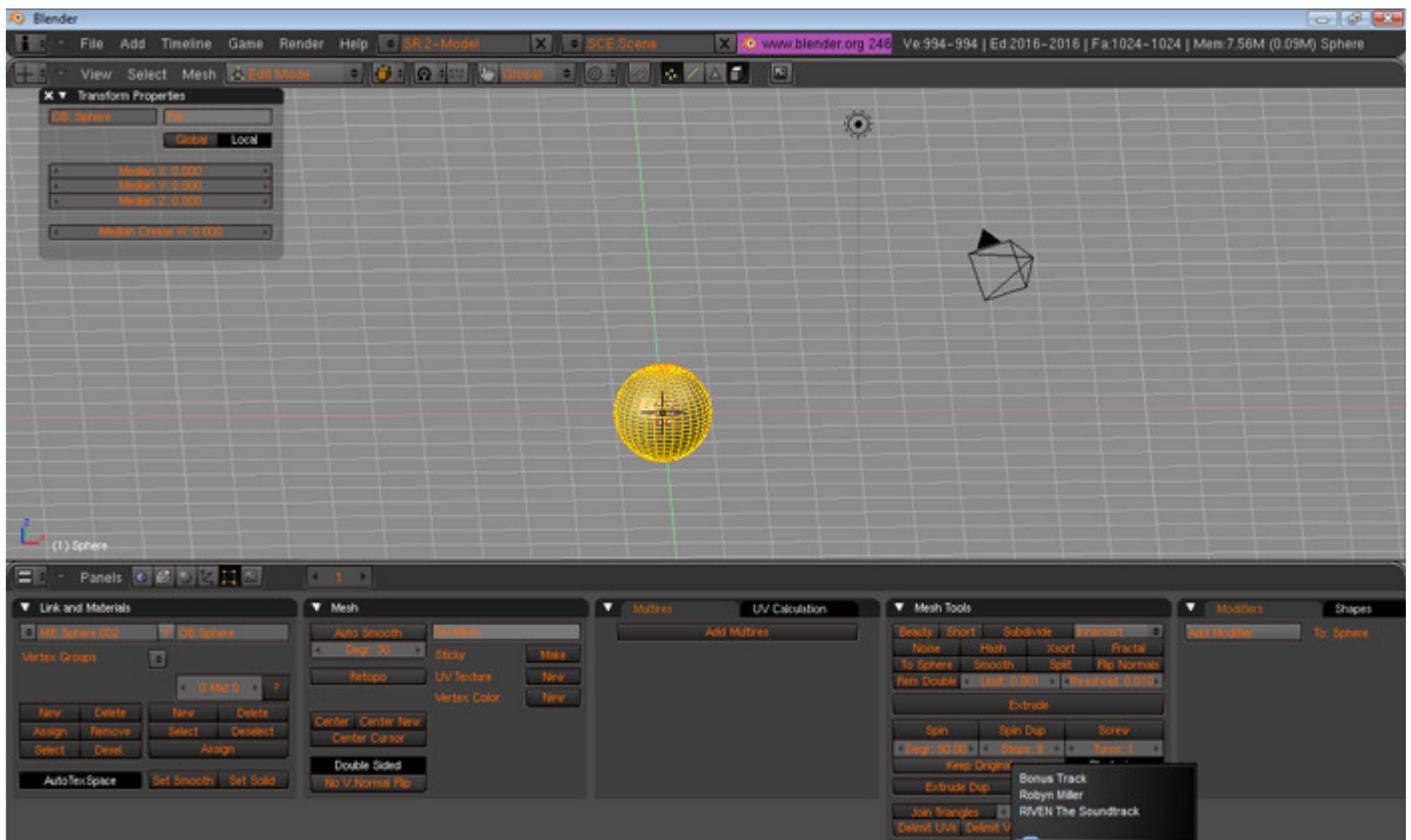 Blender
File Add Timeline Game Render Help SR:2-Model X SCE:Scene X www.blender.org 246 Ve:994-994 | Ed:2016-2016 | Fa:1024-1024 | Mem:7.56M (0.09M) Sphere
View Select Mesh Edit Mode Global
Transform Properties
OB: Sphere Par:
Global Local
Median X: 0.000
Median Y: 0.000
Median Z: 0.000
Median Crease W: 0.000
(1) Sphere
Panels 1
Link and Materials
ME:Sphere.002 F OB:Sphere
Vertex Groups
0 Mat 0 ?
New Delete New Delete
Assign Remove Select Deselect
Select Desel. Assign
AutoTexSpace Set Smooth Set Solid
Mesh
Auto Smooth TexMesh:
Degr: 30 Sticky Make
Retopo UV Texture New
Vertex Color New
Center Center New
Center Cursor
Double Sided
No V.Normal Flip
Multires UV Calculation
Add Multires
Mesh Tools
Beauty Short Subdivide Innervert
Noise Hash Xsort Fractal
To Sphere Smooth Split Flip Normals
Rem Double Limit: 0.001 Threshold: 0.010
Extrude
Spin Spin Dup Screw
Degr: 90.00 Steps: 9 Turns: 1
Keep Original
Extrude Dup
Join Triangles
Delimit UVs Delimit V
Bonus Track
Robyn Miller
RIVEN The Soundtrack
Modifiers Shapes
Add Modifier To: Sphere